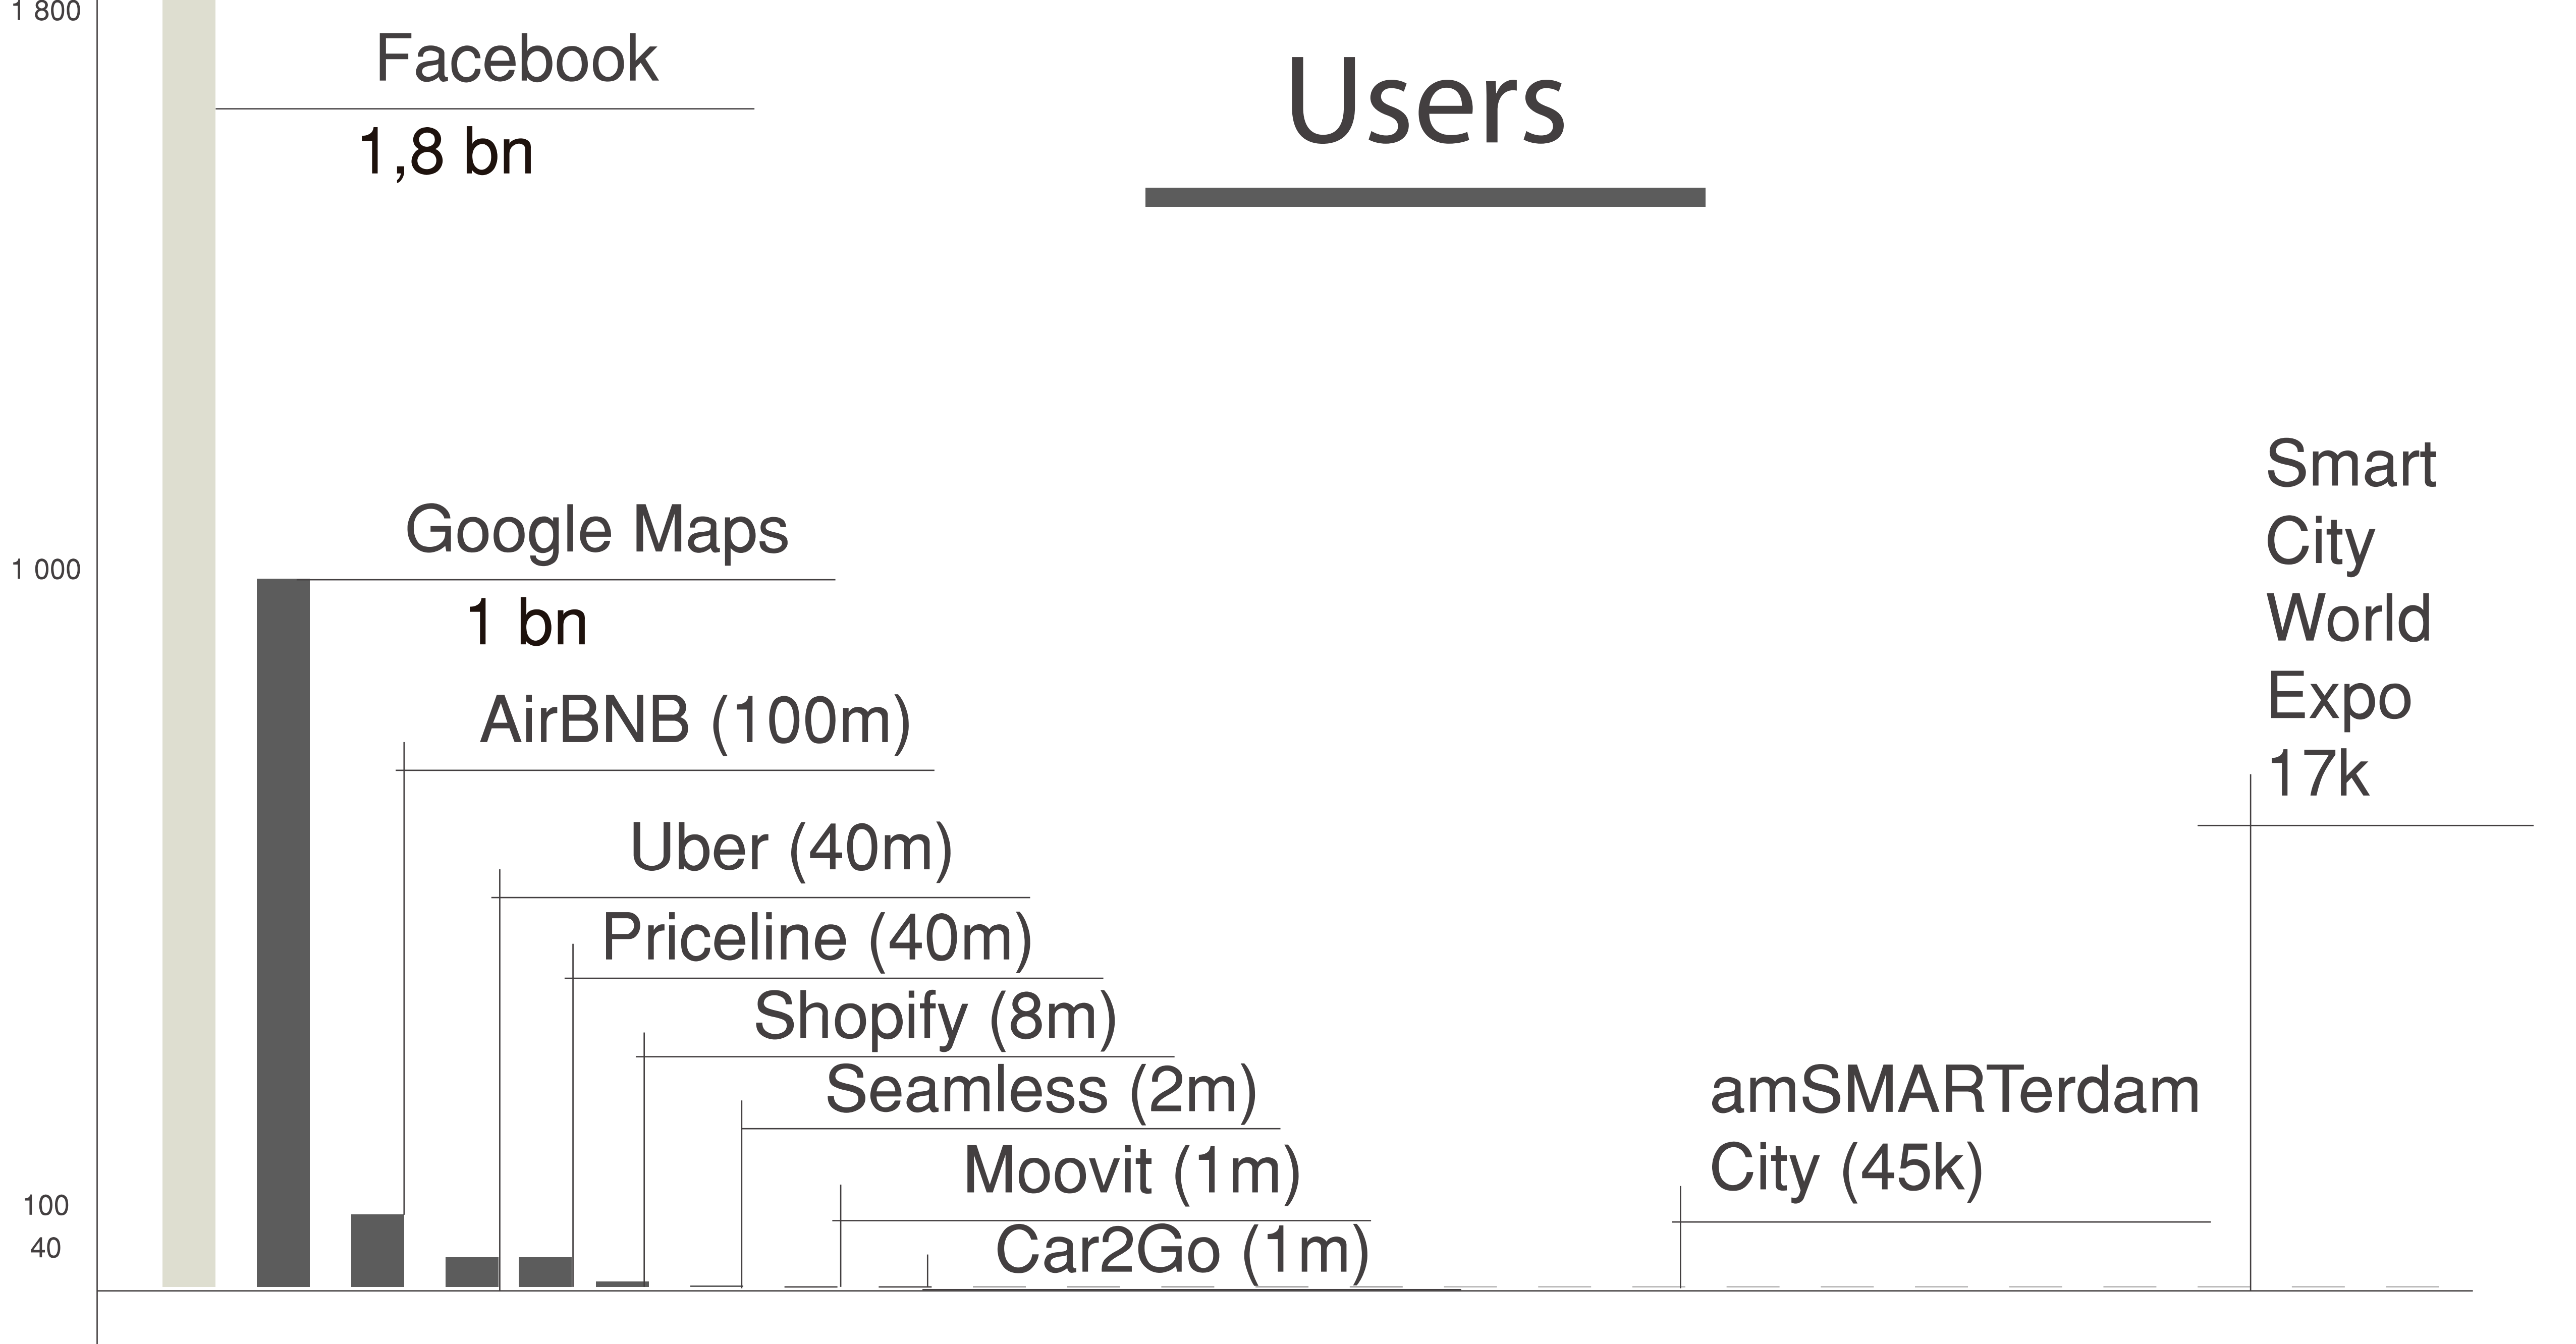 1 800
Facebook
1,8 bn
Users
1 000
Google Maps
1 bn
AirBNB (100m)
Uber (40m)
Priceline (40m)
Shopify (8m)
Seamless (2m)
Moovit (1m)
Car2Go (1m)
amSMARTerdam
City (45k)
Smart
City
World
Expo
17k
100
40